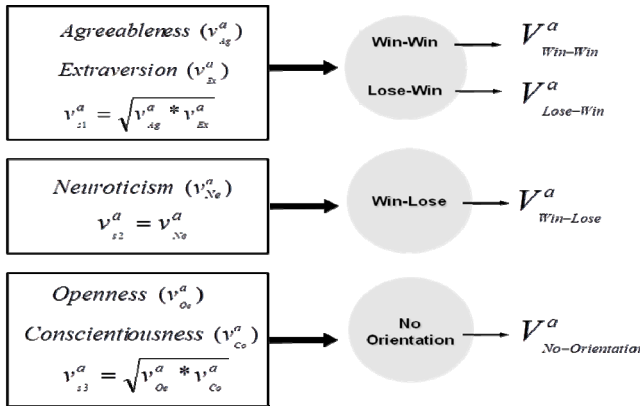 Agreeableness (v^a_Ag)
Extraversion (v^a_Ex)
v^a_s1 = √(v^a_Ag * v^a_Ex)
Win-Win
V^a_Win–Win
Lose-Win
V^a_Lose–Win
Neuroticism (v^a_Ne)
v^a_s2 = v^a_Ne
Win-Lose
V^a_Win–Lose
Openness (v^a_Oe)
Conscientiousness (v^a_Co)
v^a_s3 = √(v^a_Oe * v^a_Co)
No
Orientation
V^a_No–Orientation